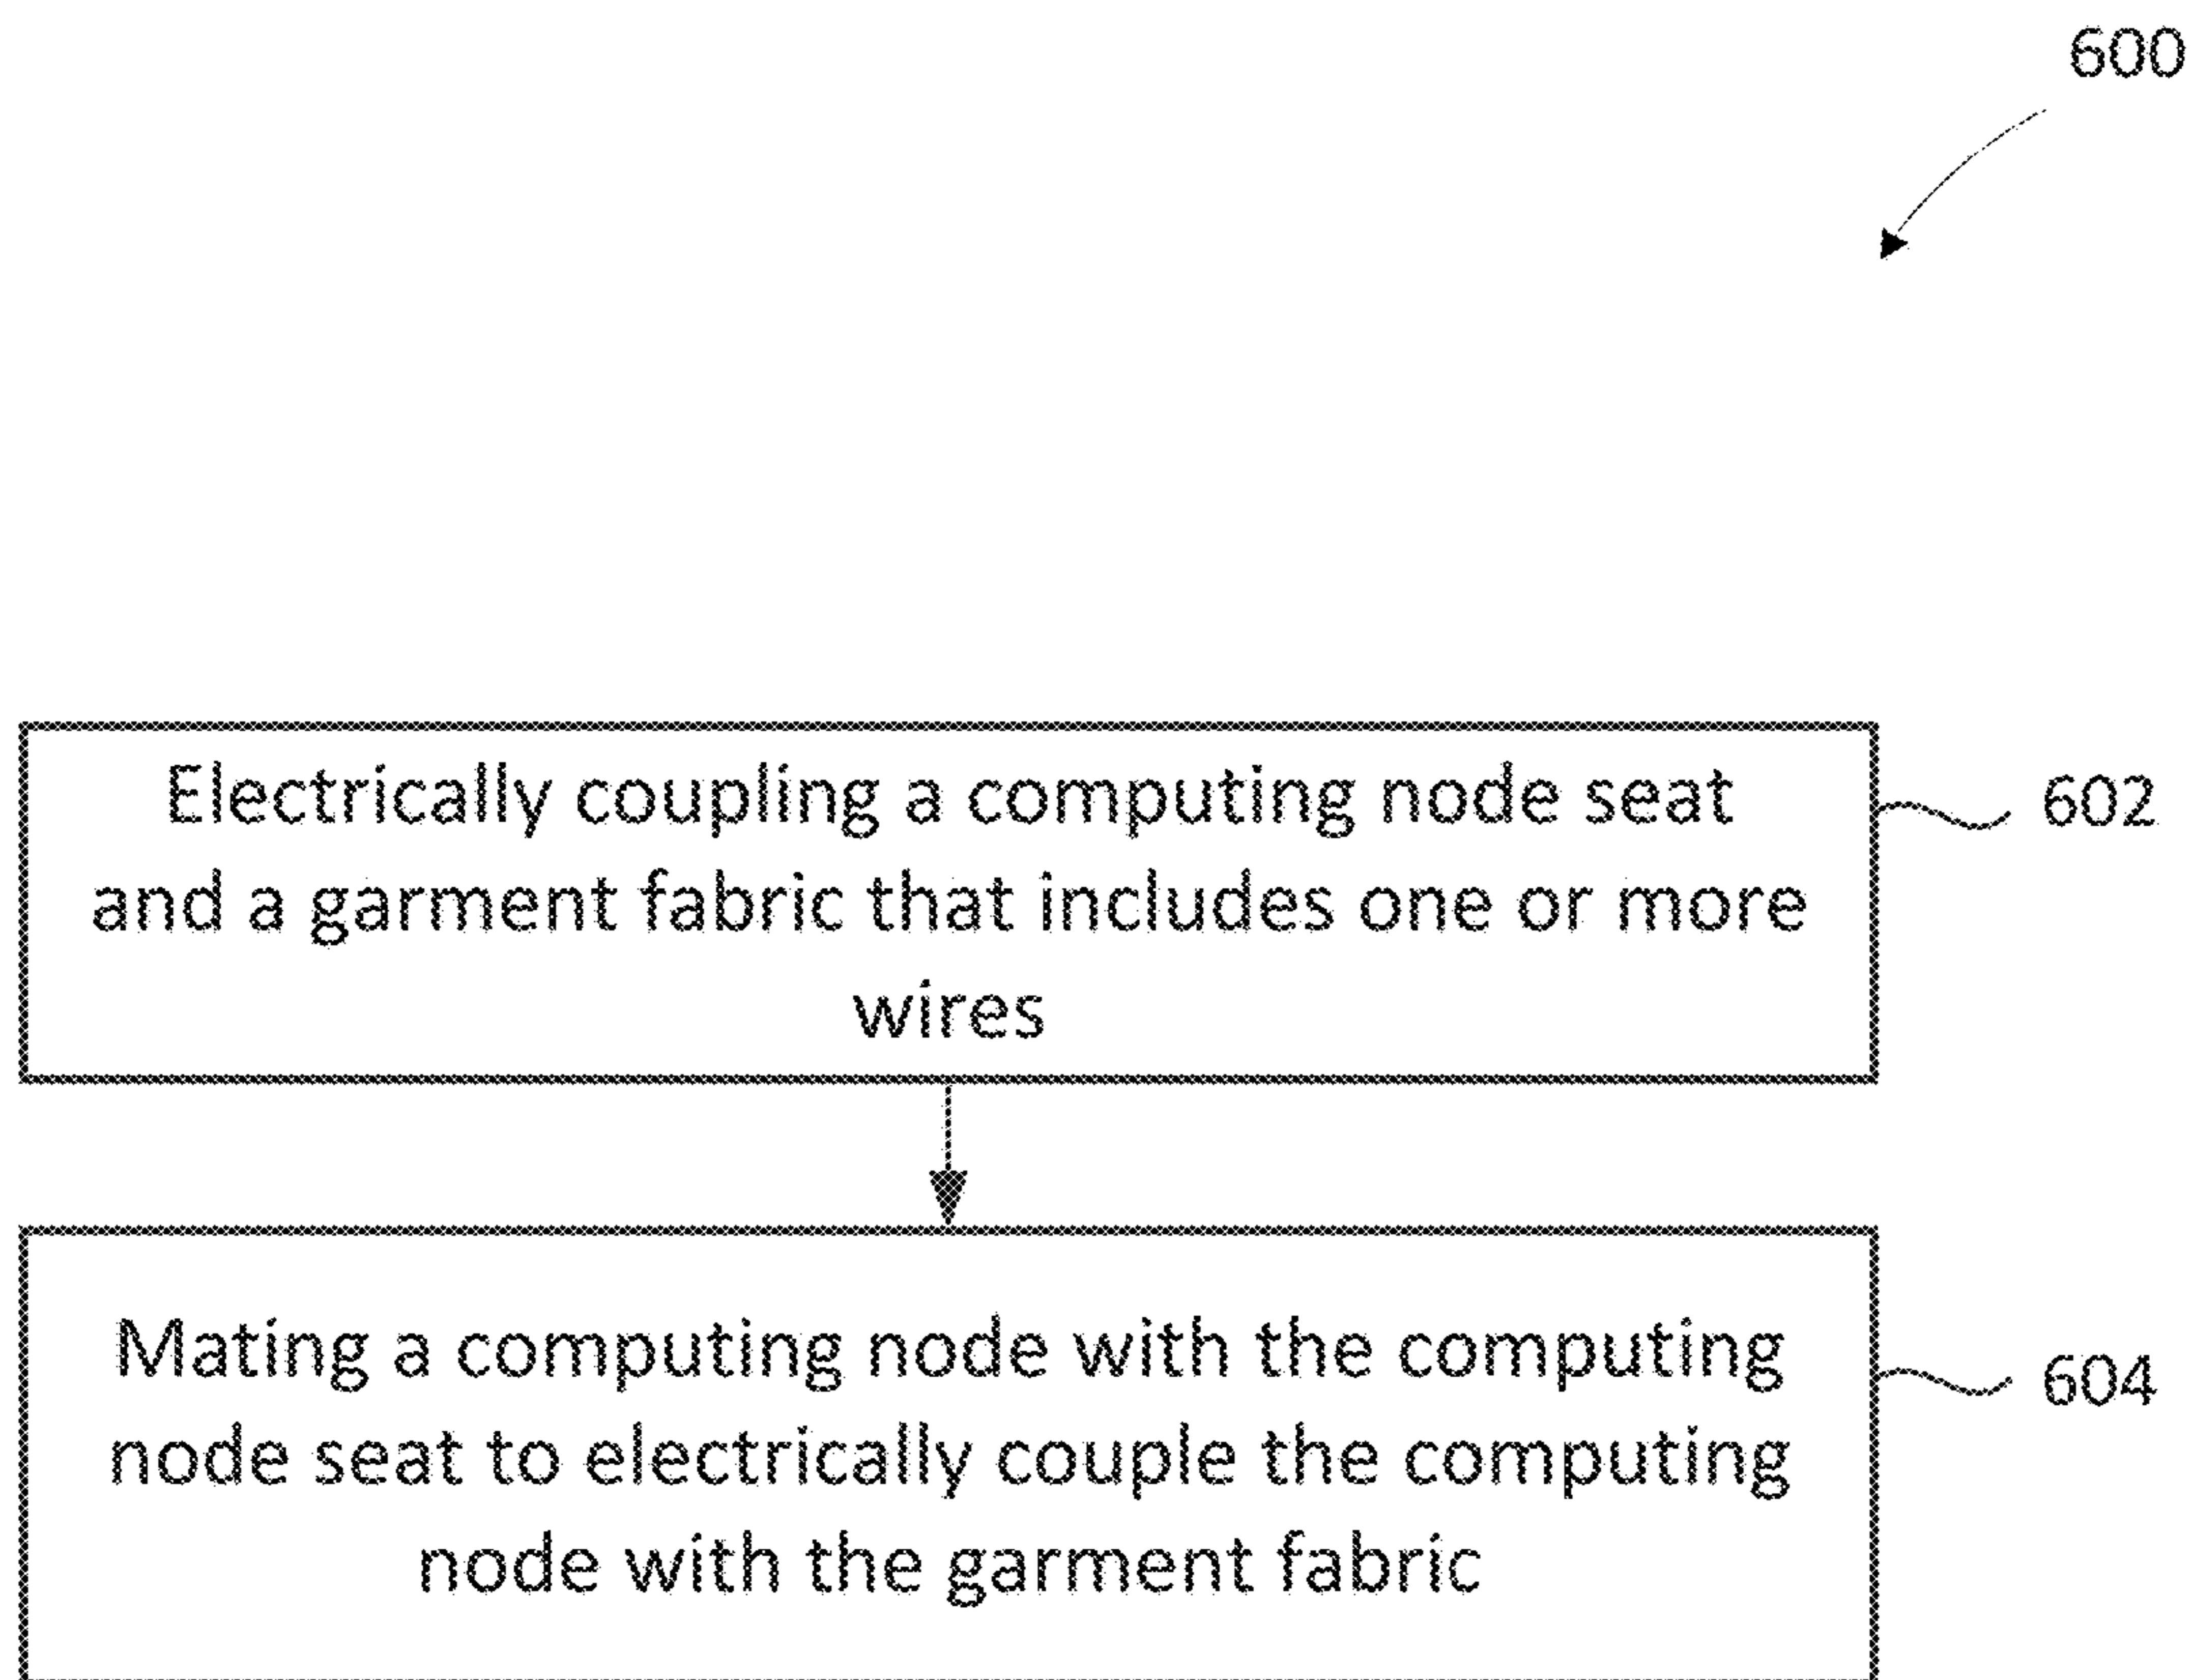 600
Electrically coupling a computing node seat
and a garment fabric that includes one or more
wires
602
Mating a computing node with the computing
node seat to electrically couple the computing
node with the garment fabric
604